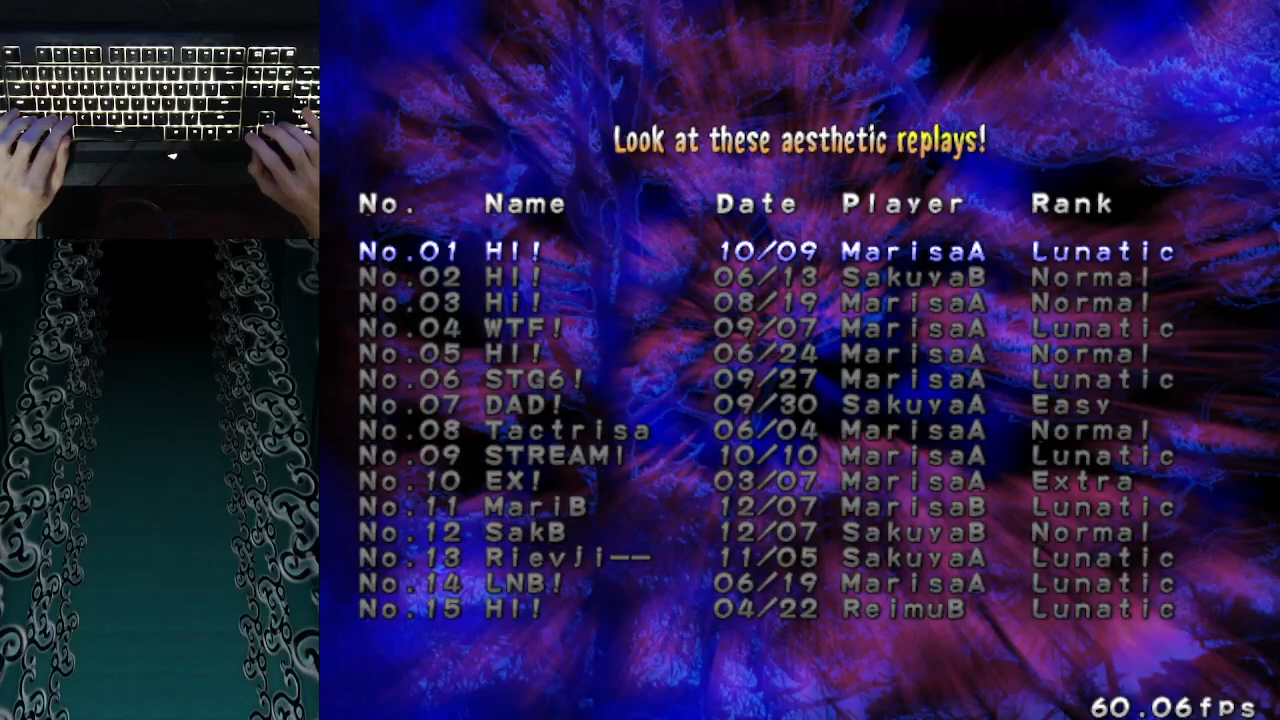 Look at these aesthetic replays!
No. Name Date Player Rank
No.01 HI! 10/09 MarisaA Lunatic
No.02 HI! 06/13 SakuyaB Normal
No.03 Hi! 08/19 MarisaA Normal
No.04 WTF! 09/07 MarisaA Lunatic
No.05 HI! 06/24 MarisaA Normal
No.06 STG6! 09/27 MarisaA Lunatic
No.07 DAD! 09/30 SakuyaA Easy
No.08 Tactrisa 06/04 MarisaA Normal
No.09 STREAM! 10/10 MarisaA Lunatic
No.10 EX! 03/07 MarisaA Extra
No.11 MariB 12/07 MarisaB Lunatic
No.12 SakB 12/07 SakuyaB Normal
No.13 Rievji-- 11/05 SakuyaA Lunatic
No.14 LNB! 06/19 MarisaA Lunatic
No.15 HI! 04/22 ReimuB Lunatic
60.06fps